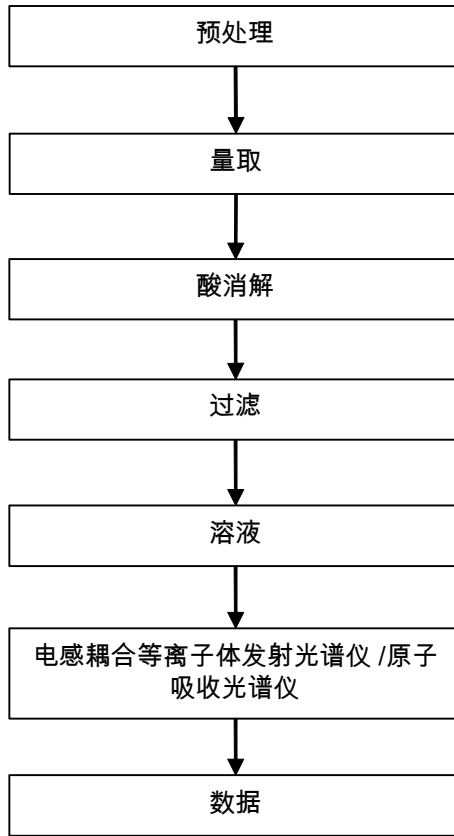 预处理
量取
酸消解
过滤
溶液
电感耦合等离子体发射光谱仪 /原子
吸收光谱仪
数据